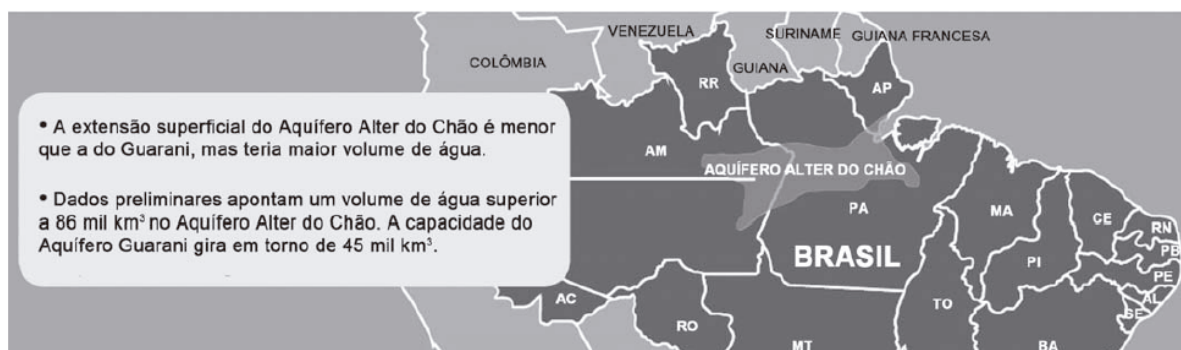 VENEZUELA
SURINAME
GUIANA FRANCESA
COLÔMBIA
GUIANA
RR
AP
• A extensão superficial do Aquífero Alter do Chão é menor
que a do Guarani, mas teria maior volume de água.
• Dados preliminares apontam um volume de água superior
a 86 mil km³ no Aquífero Alter do Chão. A capacidade do
Aquífero Guarani gira em torno de 45 mil km³.
AM
AQUÍFERO ALTER DO CHÃO
PA
MA
CE
RN
PB
PI
PE
BRASIL
AL
SE
AC
RO
TO
MT
BA